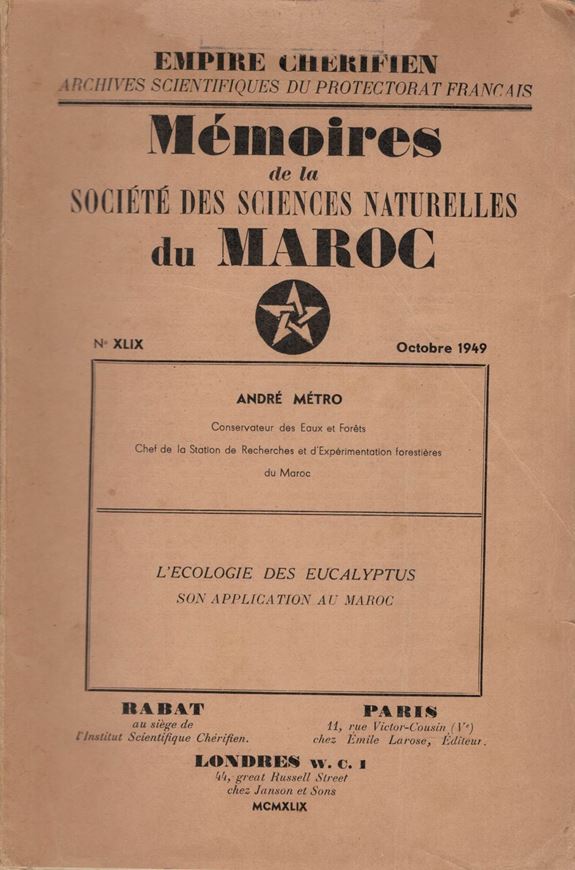 EMPIRE CHERIFIEN
ARCHIVES SCIENTIFIQUES DU PROTECTORAT FRANCAIS
Mémoires
de la
SOCIÉTÉ DES SCIENCES NATURELLES
du MAROC
N° XLIX
Octobre 1949
ANDRÉ MÉTRO
Conservateur des Eaux et Forêts
Chef de la Station de Recherches et d'Expérimentation forestières
du Maroc
L'ECOLOGIE DES EUCALYPTUS
SON APPLICATION AU MAROC
RABAT
au siège de
l'Institut Scientifique Chérifien.
PARIS
11, rue Victor-Cousin (Ve)
chez Émile Larose, Éditeur.
LONDRES W. C. 1
44, great Russell Street
chez Janson et Sons
MCMXLIX